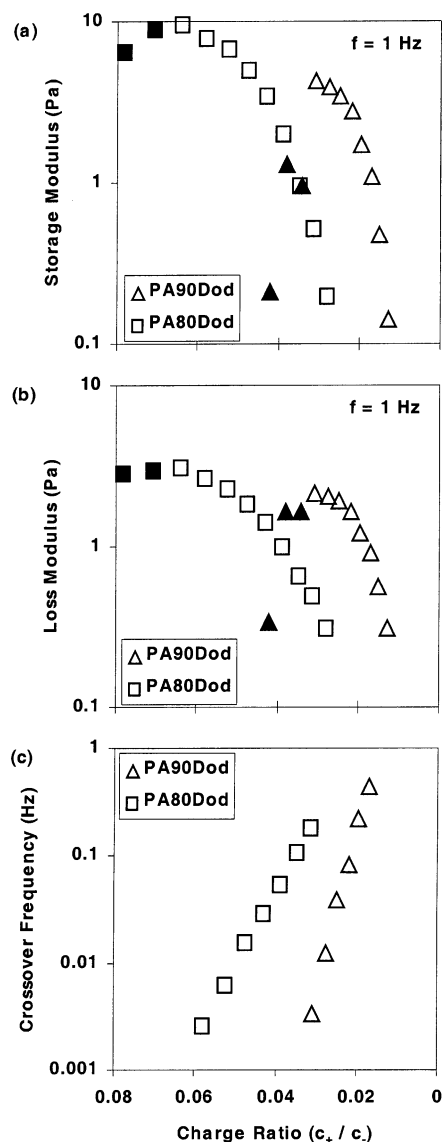 (a)
f = 1 Hz
10
1
0.1
Storage Modulus (Pa)
PA90Dod
PA80Dod
(b)
f = 1 Hz
10
1
0.1
Loss Modulus (Pa)
PA90Dod
PA80Dod
(c)
PA90Dod
PA80Dod
1
0.1
0.01
0.001
Crossover Frequency (Hz)
0.08 0.06 0.04 0.02 0
Charge Ratio (c+ / c-)